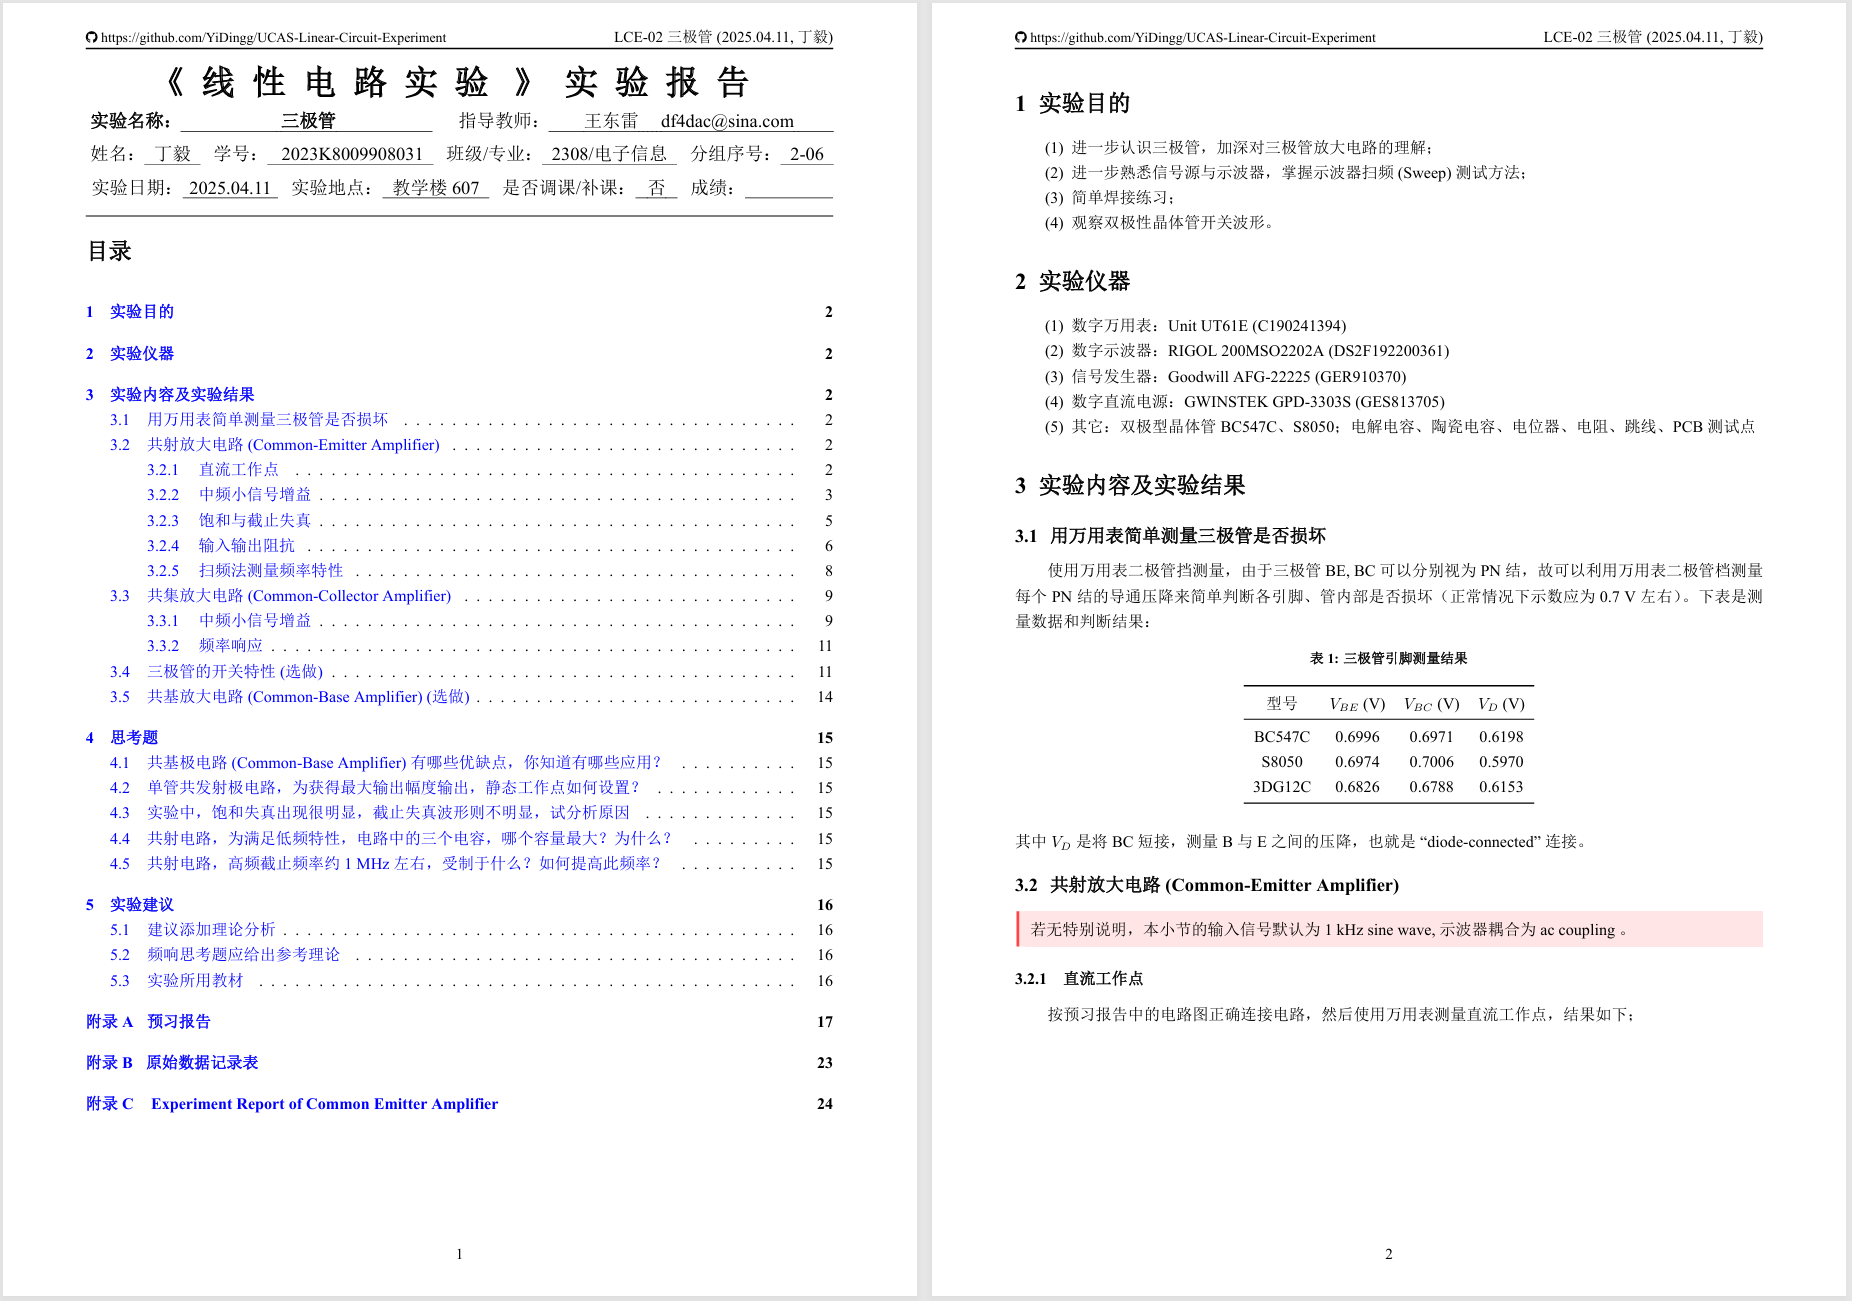 https://github.com/YiDingg/UCAS-Linear-Circuit-Experiment LCE-02 三极管 (2025.04.11, 丁毅)
《线性电路实验》实验报告
实验名称： 三极管 指导教师： 王东雷 df4dac@sina.com
姓名： 丁毅 学号： 2023K8009908031 班级/专业： 2308/电子信息 分组序号： 2-06
实验日期： 2025.04.11 实验地点： 教学楼 607 是否调课/补课： 否 成绩：
目录
1 实验目的 2
2 实验仪器 2
3 实验内容及实验结果 2
3.1 用万用表简单测量三极管是否损坏 . . . . . . . . . . . . . . . . . . . . . . . . . . . . . . . . . 2
3.2 共射放大电路 (Common-Emitter Amplifier) . . . . . . . . . . . . . . . . . . . . . . . . . . . . . 2
3.2.1 直流工作点 . . . . . . . . . . . . . . . . . . . . . . . . . . . . . . . . . . . . . . . . . . 2
3.2.2 中频小信号增益 . . . . . . . . . . . . . . . . . . . . . . . . . . . . . . . . . . . . . . . . 3
3.2.3 饱和与截止失真 . . . . . . . . . . . . . . . . . . . . . . . . . . . . . . . . . . . . . . . . 5
3.2.4 输入输出阻抗 . . . . . . . . . . . . . . . . . . . . . . . . . . . . . . . . . . . . . . . . . 6
3.2.5 扫频法测量频率特性 . . . . . . . . . . . . . . . . . . . . . . . . . . . . . . . . . . . . . 8
3.3 共集放大电路 (Common-Collector Amplifier) . . . . . . . . . . . . . . . . . . . . . . . . . . . . 9
3.3.1 中频小信号增益 . . . . . . . . . . . . . . . . . . . . . . . . . . . . . . . . . . . . . . . . 9
3.3.2 频率响应 . . . . . . . . . . . . . . . . . . . . . . . . . . . . . . . . . . . . . . . . . . . . 11
3.4 三极管的开关特性 (选做) . . . . . . . . . . . . . . . . . . . . . . . . . . . . . . . . . . . . . . . 11
3.5 共基放大电路 (Common-Base Amplifier) (选做) . . . . . . . . . . . . . . . . . . . . . . . . . . . 14
4 思考题 15
4.1 共基极电路 (Common-Base Amplifier) 有哪些优缺点，你知道有哪些应用？ . . . . . . . . . . 15
4.2 单管共发射极电路，为获得最大输出幅度输出，静态工作点如何设置？ . . . . . . . . . . . . 15
4.3 实验中，饱和失真出现很明显，截止失真波形则不明显，试分析原因 . . . . . . . . . . . . . 15
4.4 共射电路，为满足低频特性，电路中的三个电容，哪个容量最大？为什么？ . . . . . . . . . 15
4.5 共射电路，高频截止频率约 1 MHz 左右，受制于什么？如何提高此频率？ . . . . . . . . . . 15
5 实验建议 16
5.1 建议添加理论分析 . . . . . . . . . . . . . . . . . . . . . . . . . . . . . . . . . . . . . . . . . . . 16
5.2 频响思考题应给出参考理论 . . . . . . . . . . . . . . . . . . . . . . . . . . . . . . . . . . . . . 16
5.3 实验所用教材 . . . . . . . . . . . . . . . . . . . . . . . . . . . . . . . . . . . . . . . . . . . . . 16
附录 A 预习报告 17
附录 B 原始数据记录表 23
附录 C Experiment Report of Common Emitter Amplifier 24
1
https://github.com/YiDingg/UCAS-Linear-Circuit-Experiment LCE-02 三极管 (2025.04.11, 丁毅)
1 实验目的
(1) 进一步认识三极管，加深对三极管放大电路的理解；
(2) 进一步熟悉信号源与示波器，掌握示波器扫频 (Sweep) 测试方法；
(3) 简单焊接练习；
(4) 观察双极性晶体管开关波形。
2 实验仪器
(1) 数字万用表：Unit UT61E (C190241394)
(2) 数字示波器：RIGOL 200MSO2202A (DS2F192200361)
(3) 信号发生器：Goodwill AFG-22225 (GER910370)
(4) 数字直流电源：GWINSTEK GPD-3303S (GES813705)
(5) 其它：双极型晶体管 BC547C、S8050；电解电容、陶瓷电容、电位器、电阻、跳线、PCB 测试点
3 实验内容及实验结果
3.1 用万用表简单测量三极管是否损坏
使用万用表二极管挡测量，由于三极管 BE, BC 可以分别视为 PN 结，故可以利用万用表二极管档测量
每个 PN 结的导通压降来简单判断各引脚、管内部是否损坏（正常情况下示数应为 0.7 V 左右）。下表是测
量数据和判断结果：
表 1: 三极管引脚测量结果
型号 V_BE (V) V_BC (V) V_D (V)
BC547C 0.6996 0.6971 0.6198
S8050 0.6974 0.7006 0.5970
3DG12C 0.6826 0.6788 0.6153
其中 V_D 是将 BC 短接，测量 B 与 E 之间的压降，也就是 “diode-connected” 连接。
3.2 共射放大电路 (Common-Emitter Amplifier)
若无特别说明，本小节的输入信号默认为 1 kHz sine wave, 示波器耦合为 ac coupling 。
3.2.1 直流工作点
按预习报告中的电路图正确连接电路，然后使用万用表测量直流工作点，结果如下；
2